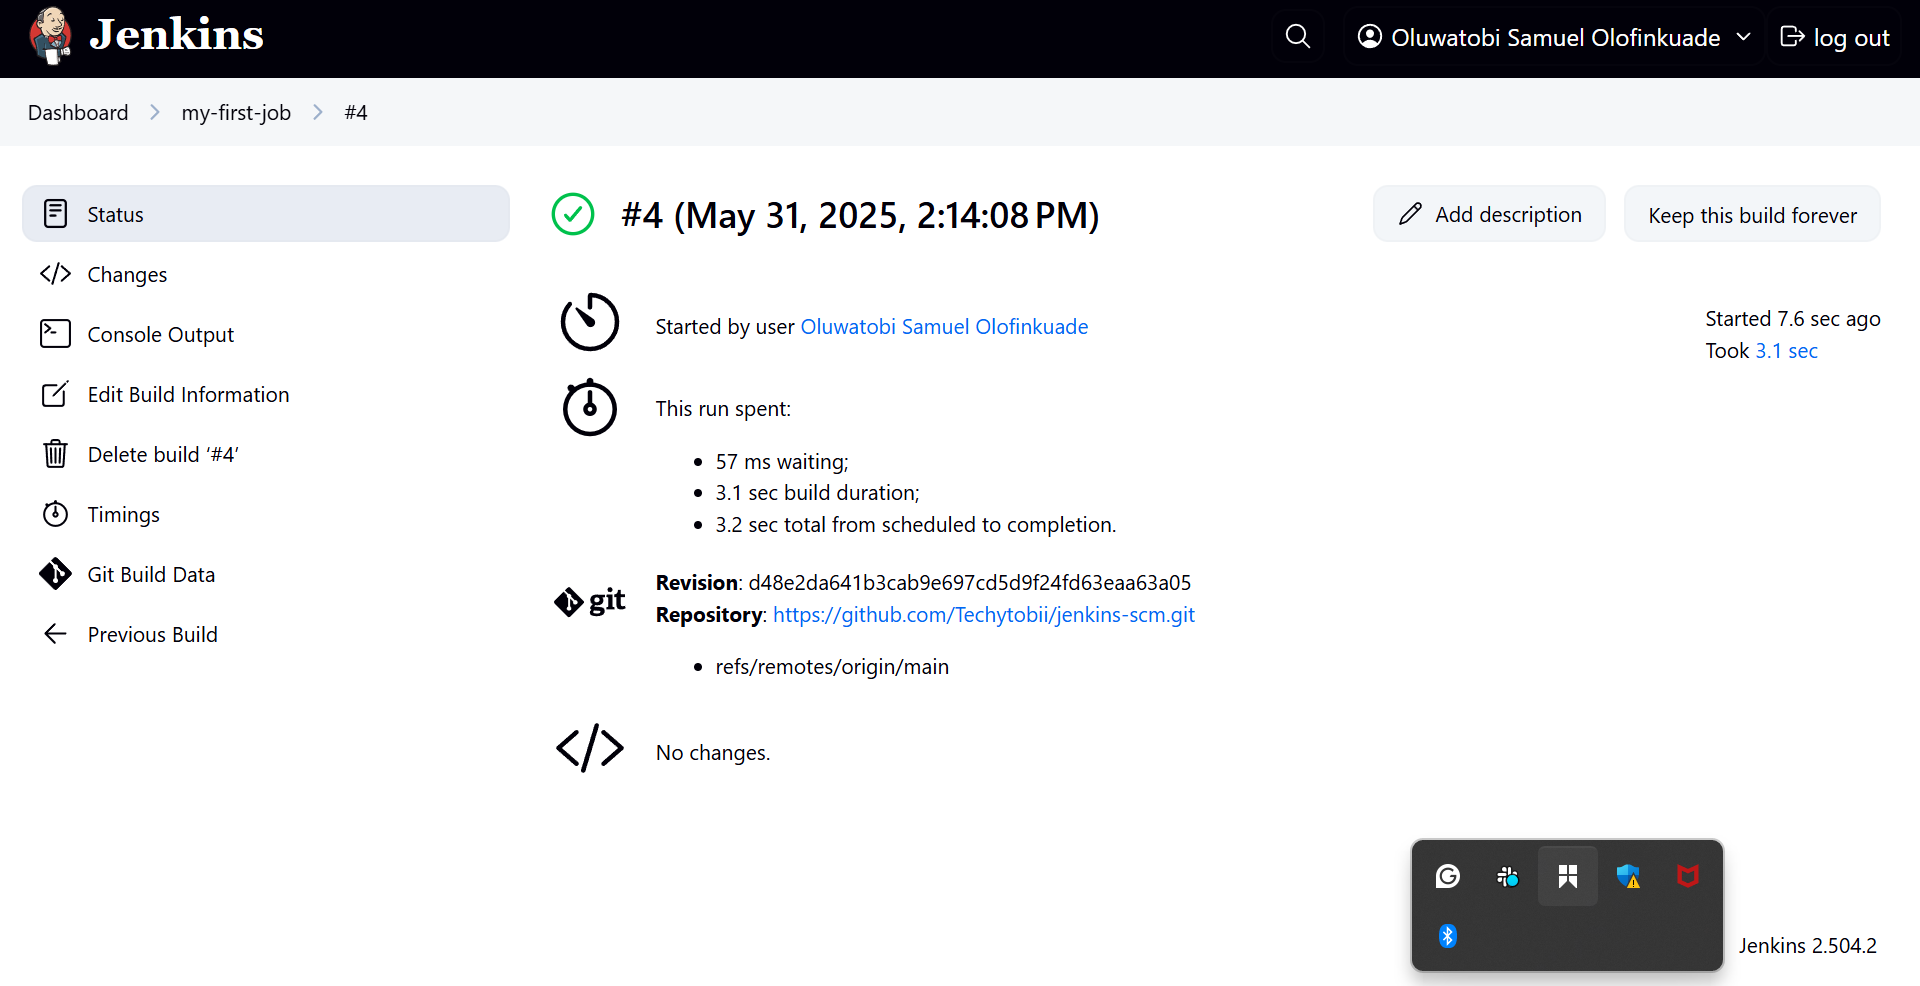 Jenkins
Oluwatobi Samuel Olofinkuade
log out
Dashboard
my-first-job
#4
Status
Changes
Console Output
Edit Build Information
Delete build ‘#4’
Timings
Git Build Data
Previous Build
#4 (May 31, 2025, 2:14:08 PM)
Add description
Keep this build forever
Started by user Oluwatobi Samuel Olofinkuade
Started 7.6 sec ago
Took 3.1 sec
This run spent:
57 ms waiting;
3.1 sec build duration;
3.2 sec total from scheduled to completion.
git
Revision: d48e2da641b3cab9e697cd5d9f24fd63eaa63a05
Repository: https://github.com/Techytobii/jenkins-scm.git
refs/remotes/origin/main
No changes.
Jenkins 2.504.2